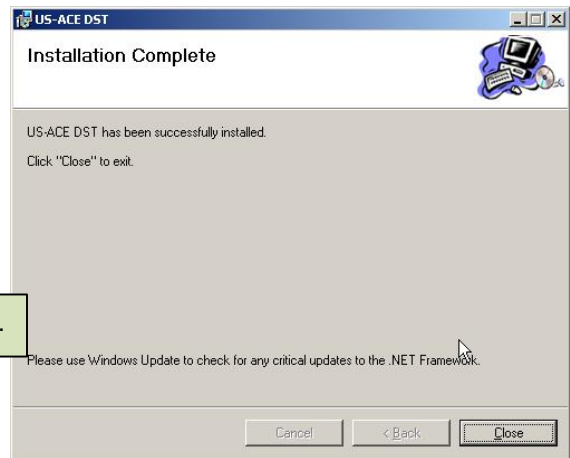 US-ACE DST
Installation Complete
US-ACE DST has been successfully installed.
Click "Close" to exit.
.
Please use Windows Update to check for any critical updates to the .NET Framework.
Cancel
< Back
Close